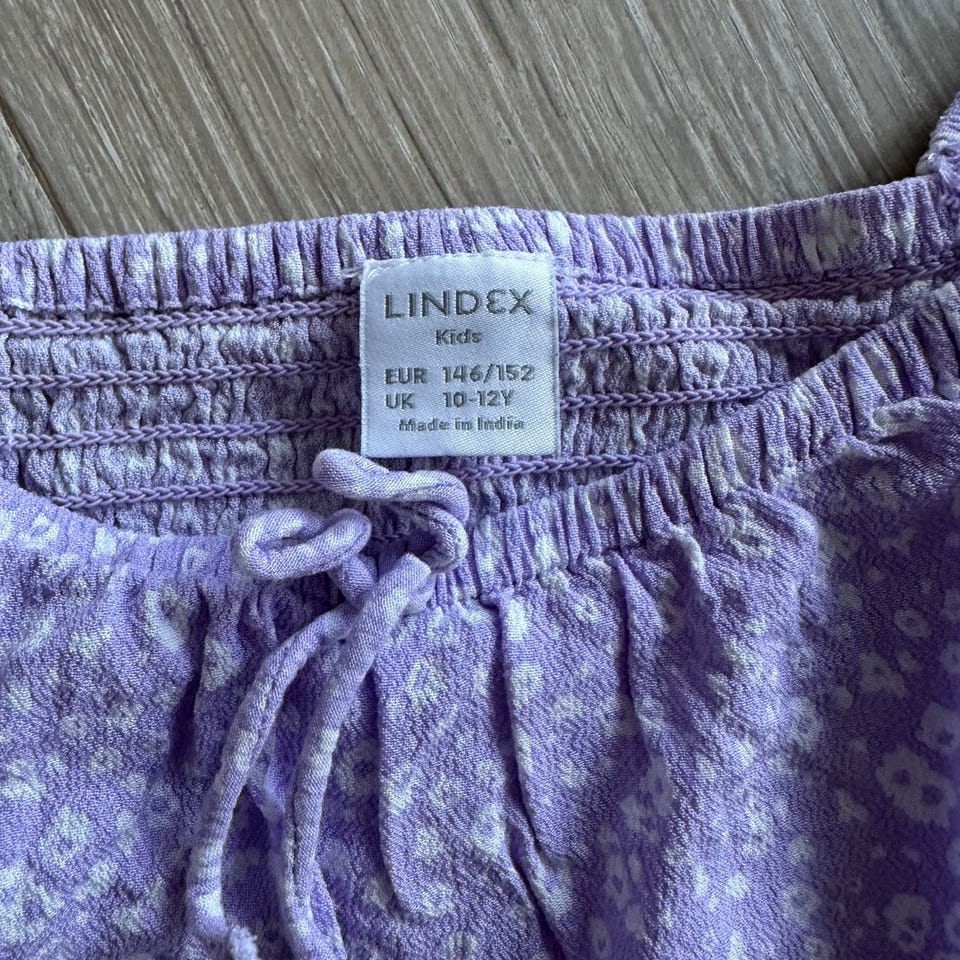 LINDEX
Kids
EUR 146/152
UK 10-12Y
Made in India